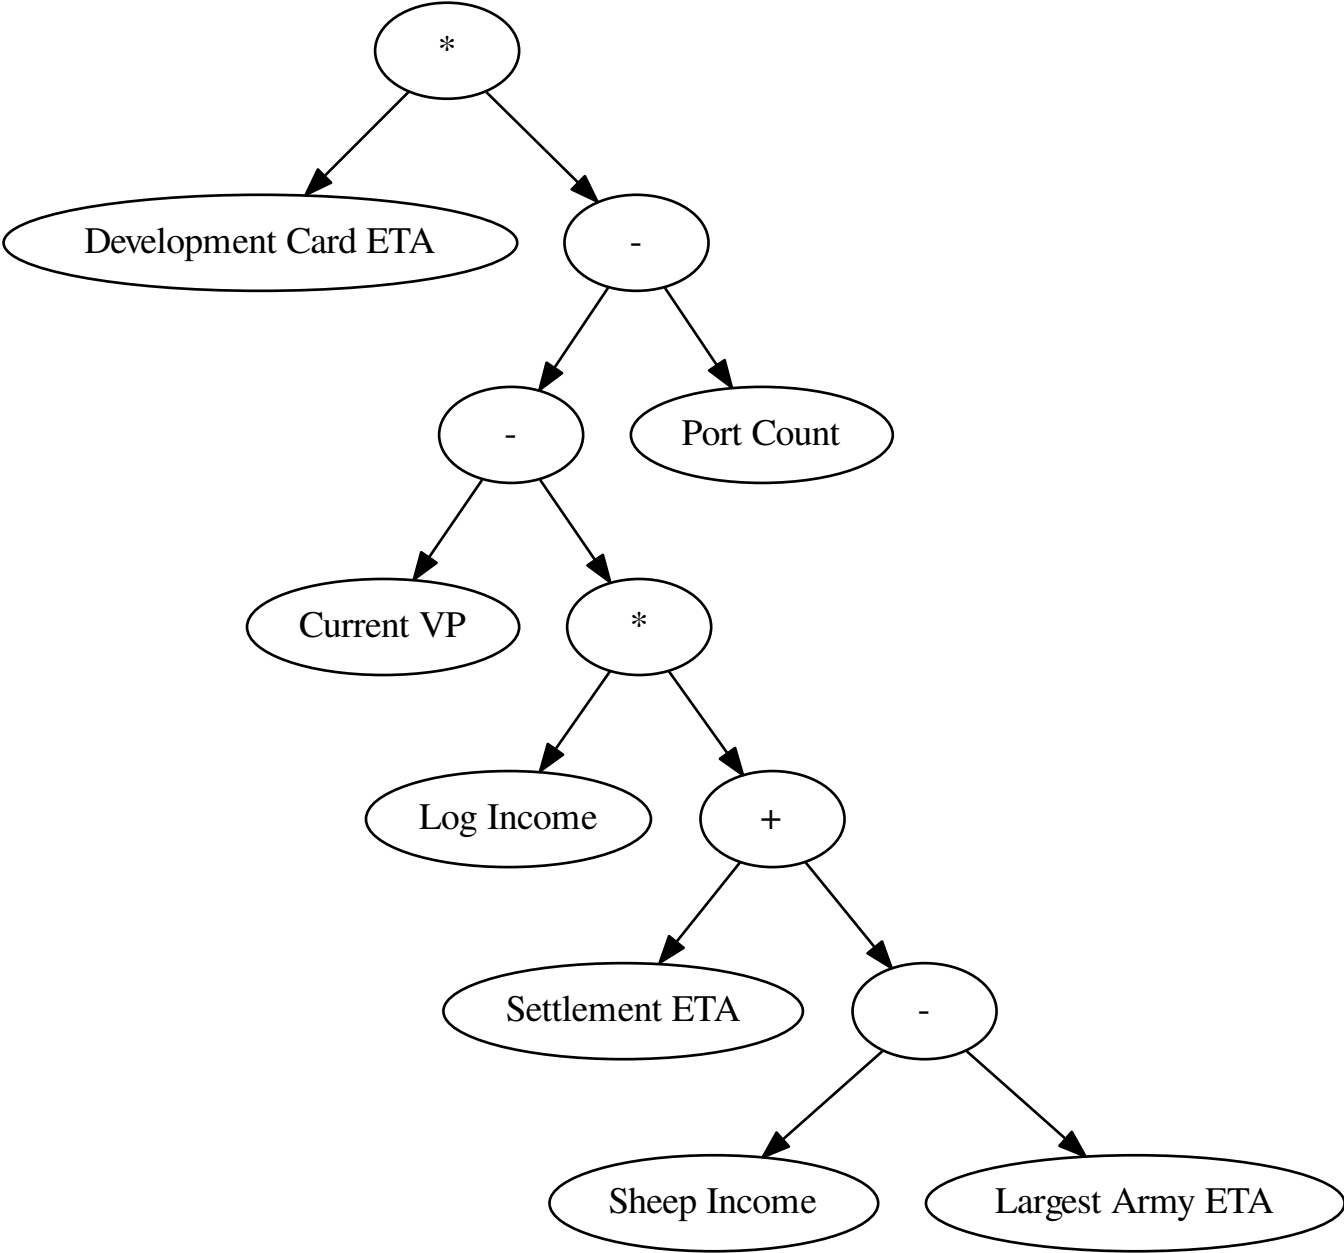 *
Development Card ETA
-
-
Port Count
Current VP
*
Log Income
+
Settlement ETA
-
Sheep Income
Largest Army ETA